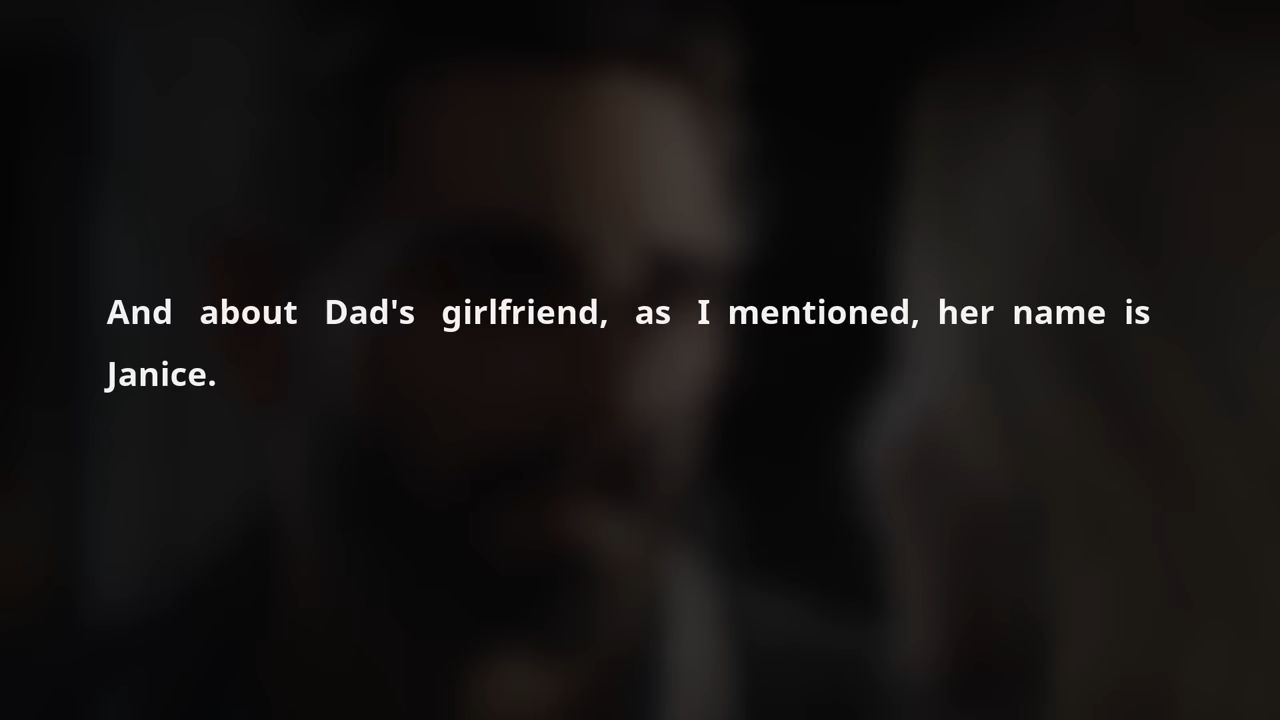 And about Dad's girlfriend, as I mentioned, her name is
Janice.